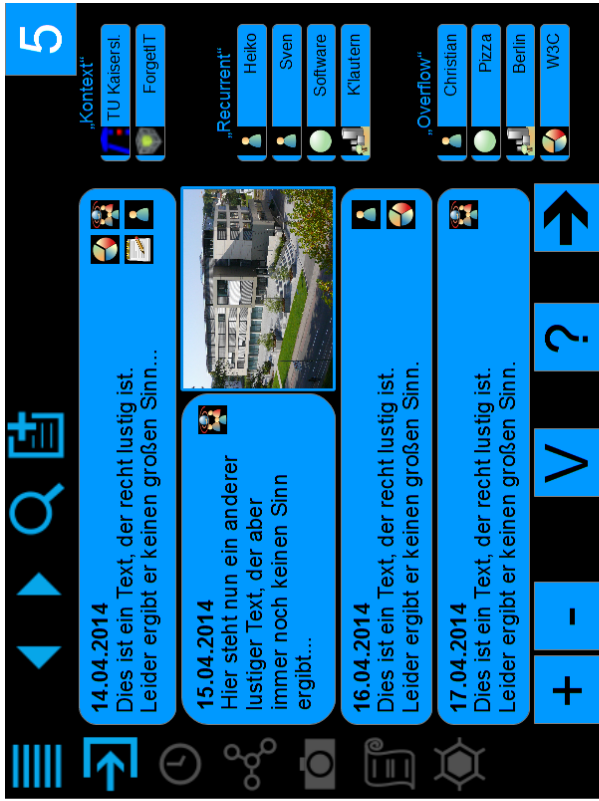 5
14.04.2014
Dies ist ein Text, der recht lustig ist.
Leider ergibt er keinen großen Sinn...
15.04.2014
Hier steht nun ein anderer
lustiger Text, der aber
immer noch keinen Sinn
ergibt...
16.04.2014
Dies ist ein Text, der recht lustig ist.
Leider ergibt er keinen großen Sinn.
17.04.2014
Dies ist ein Text, der recht lustig ist.
Leider ergibt er keinen großen Sinn.
„Kontext“
TU Kaisersl.
ForgetIT
„Recurrent“
Heiko
Sven
Software
K'lautern
„Overflow“
Christian
Pizza
Berlin
W3C
+ - V ?